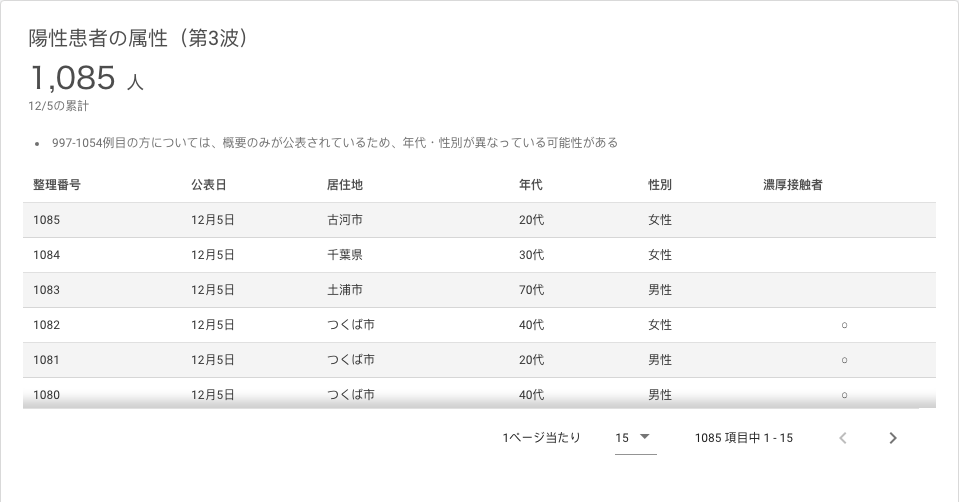 陽性患者の属性（第3波）
1,085 人
12/5の累計
• 997-1054例目の方については、概要のみが公表されているため、年代・性別が異なっている可能性がある
整理番号 公表日 居住地 年代 性別 濃厚接触者
1085 12月5日 古河市 20代 女性
1084 12月5日 千葉県 30代 女性
1083 12月5日 土浦市 70代 男性
1082 12月5日 つくば市 40代 女性 ○
1081 12月5日 つくば市 20代 男性 ○
1080 12月5日 つくば市 40代 男性 ○
1ページ当たり 15 1085 項目中 1 - 15